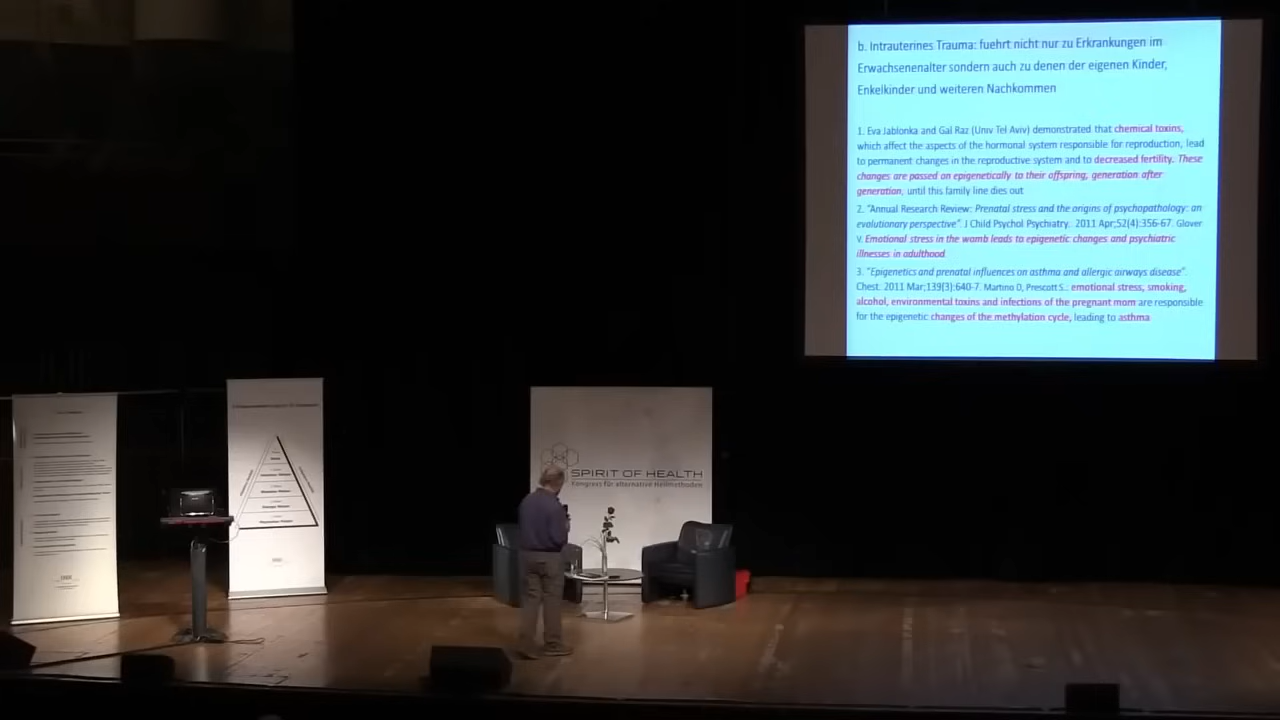 b. Intrauterines Trauma: fuehrt nicht nur zu Erkrankungen im
Erwachsenenalter sondern auch zu denen der eigenen Kinder,
Enkelkinder und weiteren Nachkommen
1. Eva Jablonka and Gal Raz (Univ Tel Aviv) demonstrated that chemical toxins,
which affect the aspects of the hormonal system responsible for reproduction, lead
to permanent changes in the reproductive system and to decreased fertility. These
changes are passed on epigenetically to their offspring, generation after
generation, until this family line dies out
2. "Annual Research Review: Prenatal stress and the origins of psychopathology: an
evolutionary perspective". J Child Psychol Psychiatry. 2011 Apr;52(4):356-67. Glover
V. Emotional stress in the womb leads to epigenetic changes and psychiatric
illnesses in adulthood
3. "Epigenetics and prenatal influences on asthma and allergic airways disease".
Chest. 2011 Mar;139(3):640-7. Martino D, Prescott S.: emotional stress, smoking,
alcohol, environmental toxins and infections of the pregnant mom are responsible
for the epigenetic changes of the methylation cycle, leading to asthma
SPIRIT OF HEALTH
Kongress für alternative Heilmethoden